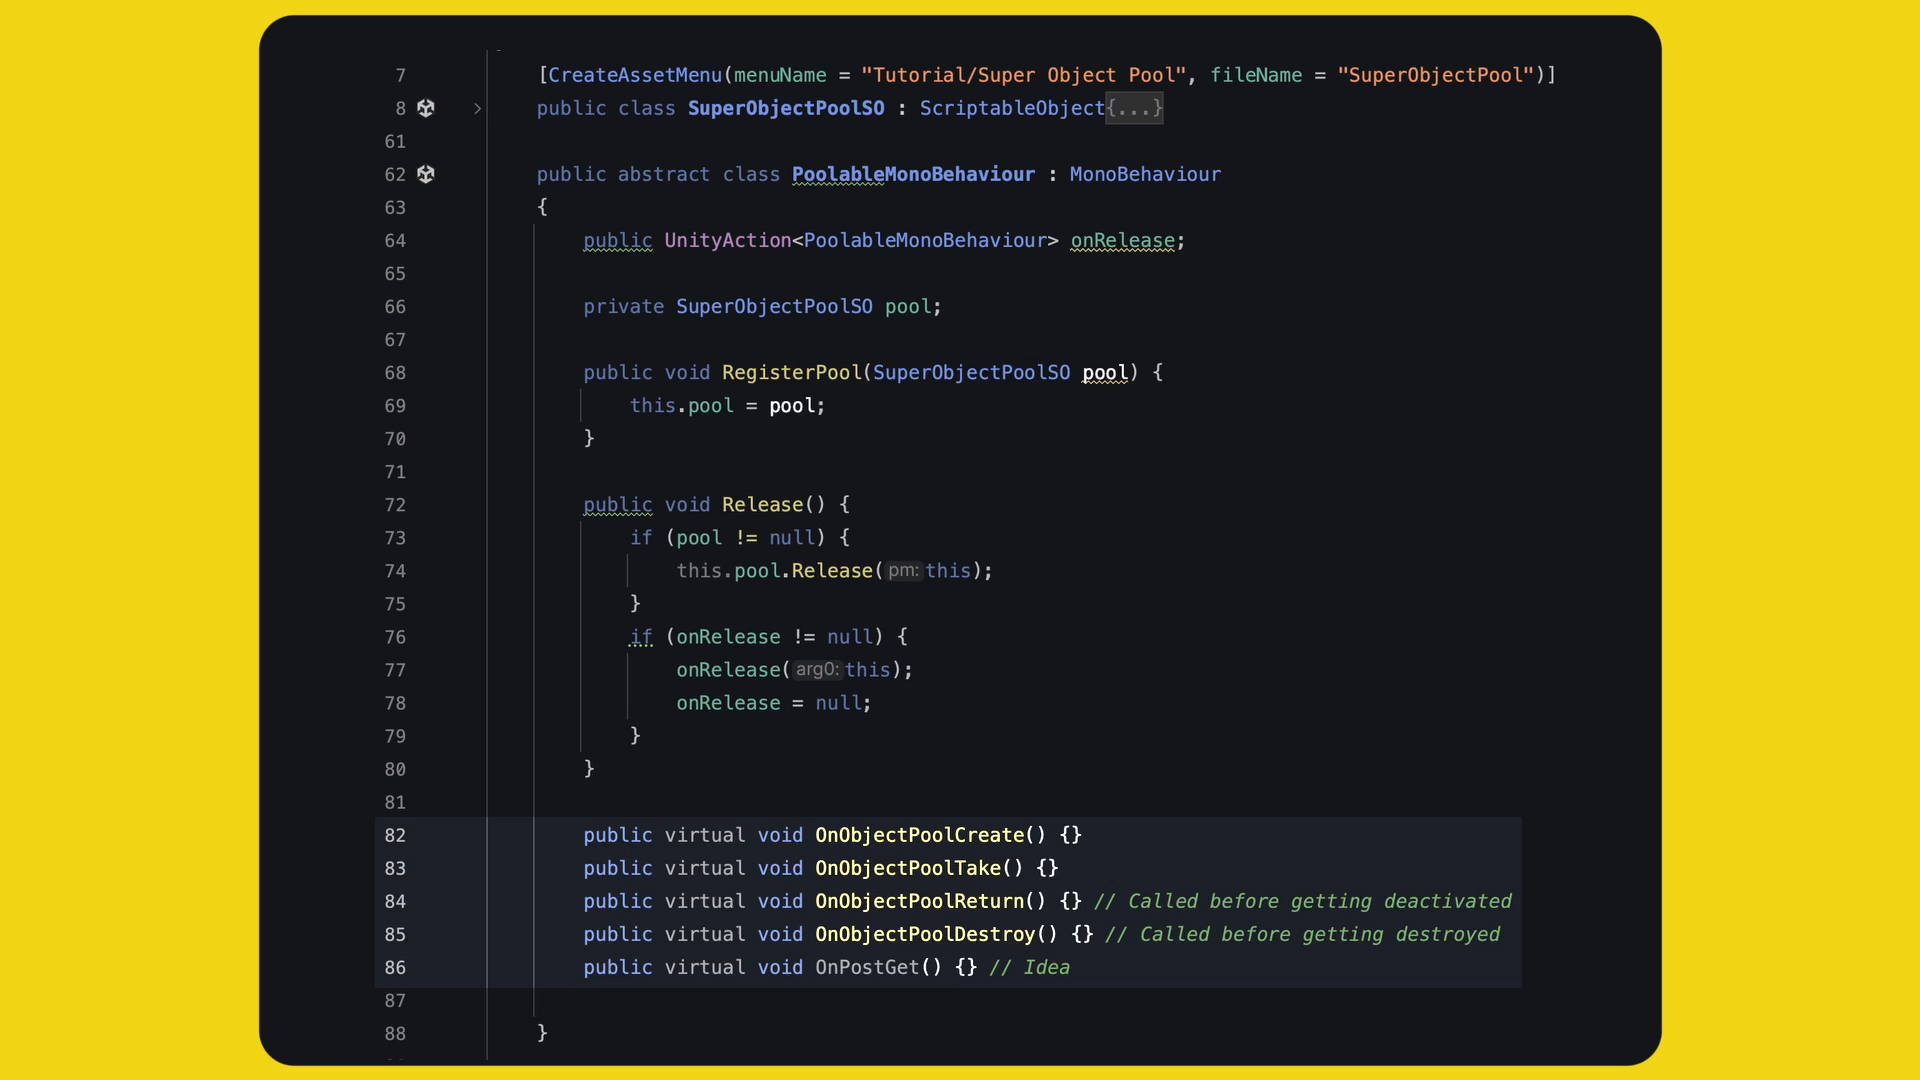 7 [CreateAssetMenu(menuName = "Tutorial/Super Object Pool", fileName = "SuperObjectPool")]
8 public class SuperObjectPoolSO : ScriptableObject{...}
61
62 public abstract class PoolableMonoBehaviour : MonoBehaviour
63 {
64 public UnityAction<PoolableMonoBehaviour> onRelease;
65
66 private SuperObjectPoolSO pool;
67
68 public void RegisterPool(SuperObjectPoolSO pool) {
69 this.pool = pool;
70 }
71
72 public void Release() {
73 if (pool != null) {
74 this.pool.Release( pm: this);
75 }
76 if (onRelease != null) {
77 onRelease( arg0: this);
78 onRelease = null;
79 }
80 }
81
82 public virtual void OnObjectPoolCreate() {}
83 public virtual void OnObjectPoolTake() {}
84 public virtual void OnObjectPoolReturn() {} // Called before getting deactivated
85 public virtual void OnObjectPoolDestroy() {} // Called before getting destroyed
86 public virtual void OnPostGet() {} // Idea
87
88 }